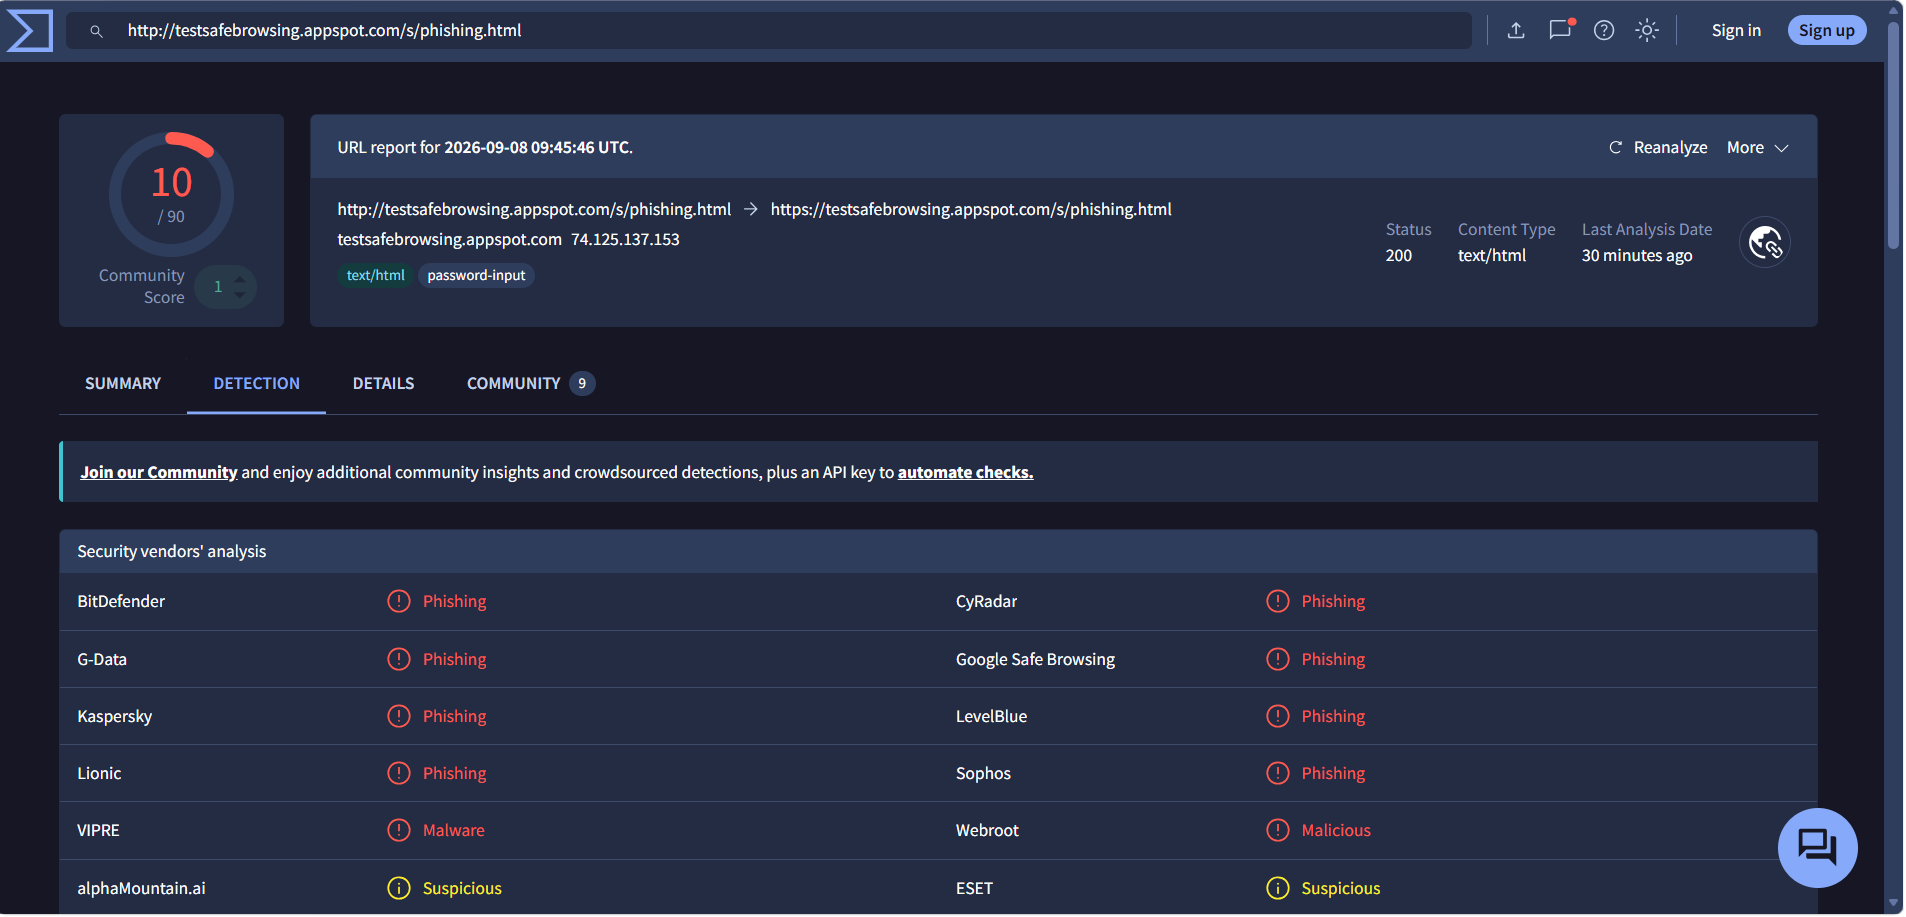 http://testsafebrowsing.appspot.com/s/phishing.html
Sign in
Sign up
10
/ 90
Community
Score
1
URL report for 2026-09-08 09:45:46 UTC.
Reanalyze
More
http://testsafebrowsing.appspot.com/s/phishing.html → https://testsafebrowsing.appspot.com/s/phishing.html
testsafebrowsing.appspot.com 74.125.137.153
text/html password-input
Status Content Type Last Analysis Date
200 text/html 30 minutes ago
SUMMARY DETECTION DETAILS COMMUNITY 9
Join our Community and enjoy additional community insights and crowdsourced detections, plus an API key to automate checks.
Security vendors' analysis
BitDefender Phishing CyRadar Phishing
G-Data Phishing Google Safe Browsing Phishing
Kaspersky Phishing LevelBlue Phishing
Lionic Phishing Sophos Phishing
VIPRE Malware Webroot Malicious
alphaMountain.ai Suspicious ESET Suspicious